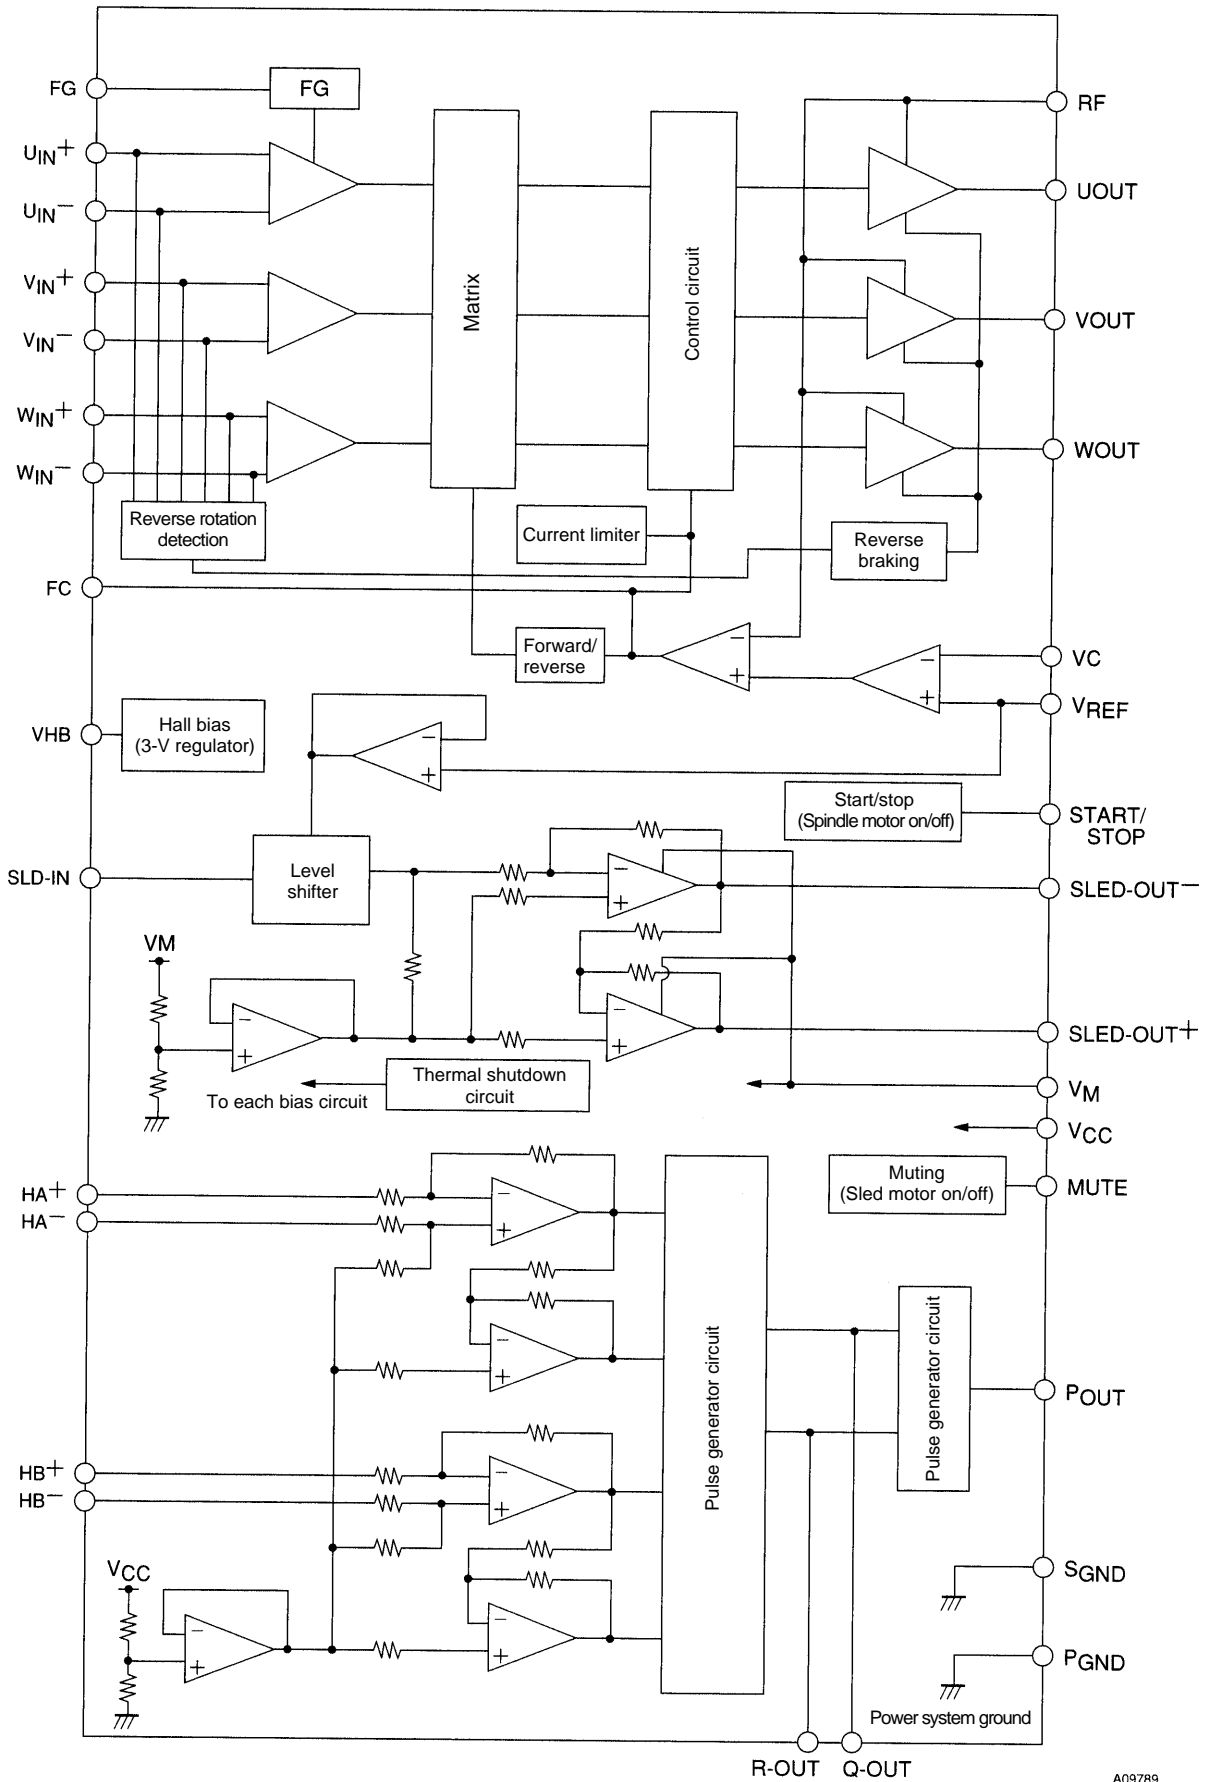 FG
FG
RF
UIN+
UIN−
UOUT
VIN+
VIN−
Matrix
Control circuit
VOUT
WIN+
WIN−
WOUT
Reverse rotation
detection
Current limiter
Reverse
braking
FC
Forward/
reverse
−
+
−
+
VC
VREF
VHB
Hall bias
(3-V regulator)
−
+
Start/stop
(Spindle motor on/off)
START/
STOP
SLD-IN
Level
shifter
−
+
SLED-OUT−
VM
−
+
−
+
SLED-OUT+
Thermal shutdown
circuit
To each bias circuit
VM
VCC
Muting
(Sled motor on/off)
MUTE
HA+
HA−
−
+
−
+
Pulse generator circuit
Pulse generator circuit
POUT
HB+
HB−
−
+
VCC
−
+
−
+
SGND
PGND
Power system ground
R-OUT
Q-OUT
A09789